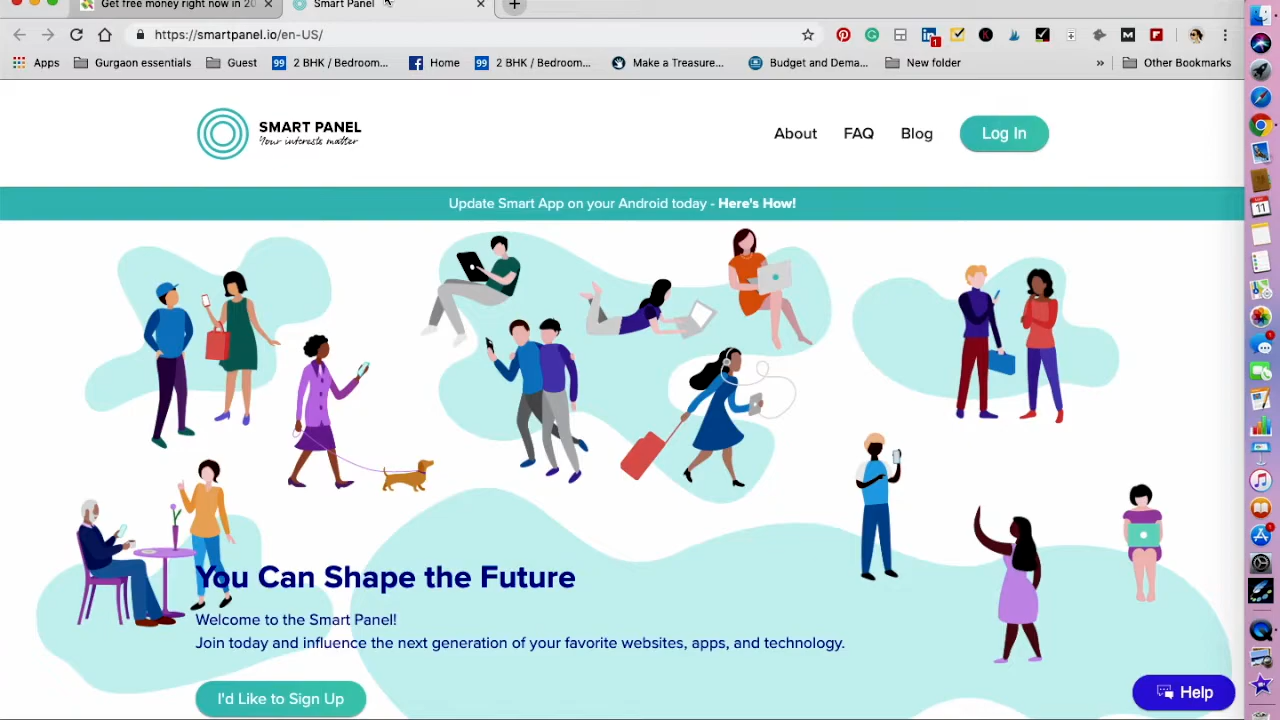 Get free money right now in 20
Smart Panel
https://smartpanel.io/en-US/
1
Apps
Gurgaon essentials
Guest
99 2 BHK / Bedroom...
Home
99 2 BHK / Bedroom...
Make a Treasure...
Budget and Dema...
New folder
»
Other Bookmarks
SMART PANEL
Your interests matter
About
FAQ
Blog
Log In
Update Smart App on your Android today - Here's How!
You Can Shape the Future
Welcome to the Smart Panel!
Join today and influence the next generation of your favorite websites, apps, and technology.
I'd Like to Sign Up
Help
11